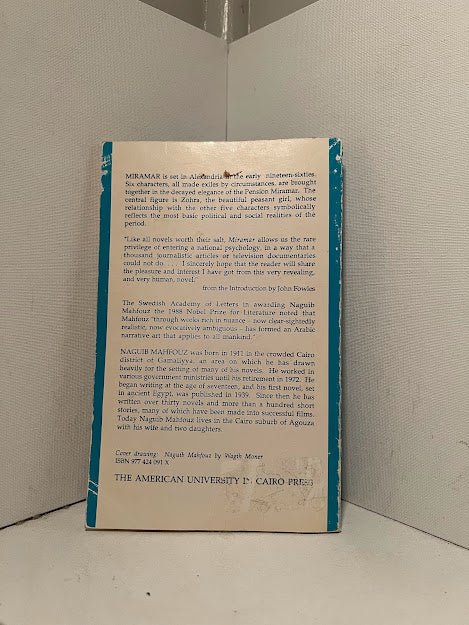 MIRAMAR is set in Alexandria in the early nineteen-sixties.
Six characters, all made exiles by circumstances, are brought
together in the decayed elegance of the Pension Miramar. The
central figure is Zohra, the beautiful peasant girl, whose
relationship with the other five characters symbolically
reflects the most basic political and social realities of the
period.
"Like all novels worth their salt, Miramar allows us the rare
privilege of entering a national psychology, in a way that a
thousand journalistic articles or television documentaries
could not do. . . . I sincerely hope that the reader will share
the pleasure and interest I have got from this very revealing,
and very human, novel."
from the Introduction by John Fowles
The Swedish Academy of Letters in awarding Naguib
Mahfouz the 1988 Nobel Prize for Literature noted that
Mahfouz "through works rich in nuance – now clear-sightedly
realistic, now evocatively ambiguous – has formed an Arabic
narrative art that applies to all mankind."
NAGUIB MAHFOUZ was born in 1911 in the crowded Cairo
district of Gamaliyya, an area on which he has drawn
heavily for the setting of many of his novels. He worked in
various government ministries until his retirement in 1972. He
began writing at the age of seventeen, and his first novel, set
in ancient Egypt, was published in 1939. Since then he has
written over thirty novels and more than a hundred short
stories, many of which have been made into successful films.
Today Naguib Mahfouz lives in the Cairo suburb of Agouza
with his wife and two daughters.
Cover drawing: Naguib Mahfouz by Wagih Moner
ISBN 977 424 091 X
THE AMERICAN UNIVERSITY IN CAIRO PRESS